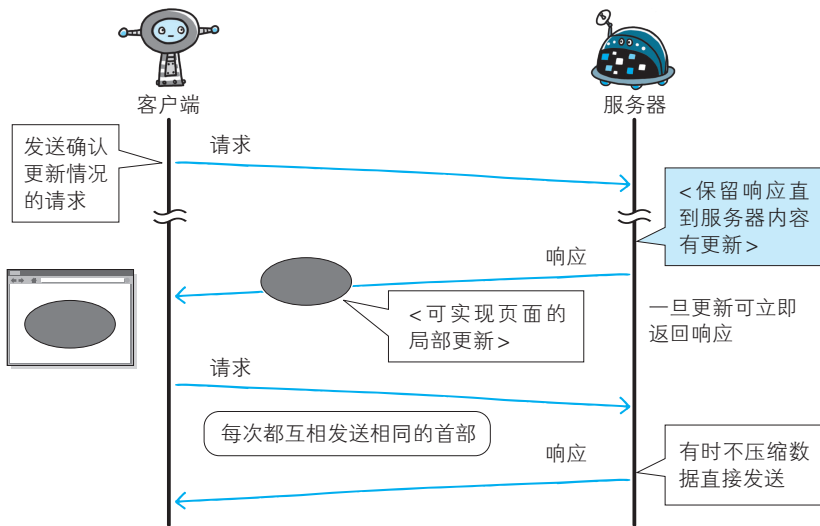 客户端
服务器
发送确认
更新情况
的请求
请求
<保留响应直
到服务器内容
有更新>
响应
<可实现页面的
局部更新>
一旦更新可立即
返回响应
请求
每次都互相发送相同的首部
响应
有时不压缩数
据直接发送